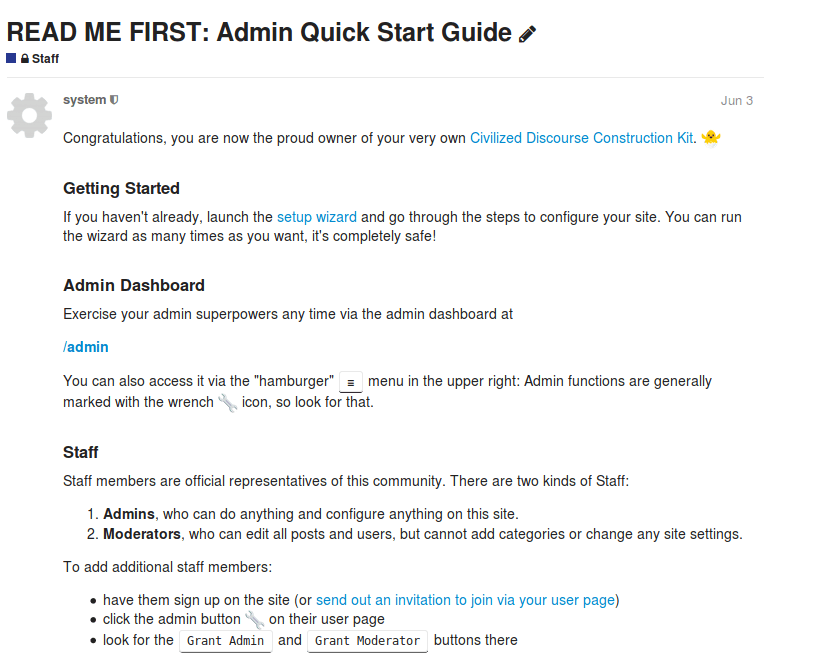 READ ME FIRST: Admin Quick Start Guide
Staff
system
Jun 3
Congratulations, you are now the proud owner of your very own Civilized Discourse Construction Kit.
Getting Started
If you haven't already, launch the setup wizard and go through the steps to configure your site. You can run
the wizard as many times as you want, it's completely safe!
Admin Dashboard
Exercise your admin superpowers any time via the admin dashboard at
/admin
You can also access it via the "hamburger" ≡ menu in the upper right: Admin functions are generally
marked with the wrench icon, so look for that.
Staff
Staff members are official representatives of this community. There are two kinds of Staff:
1. Admins, who can do anything and configure anything on this site.
2. Moderators, who can edit all posts and users, but cannot add categories or change any site settings.
To add additional staff members:
• have them sign up on the site (or send out an invitation to join via your user page)
• click the admin button on their user page
• look for the Grant Admin and Grant Moderator buttons there